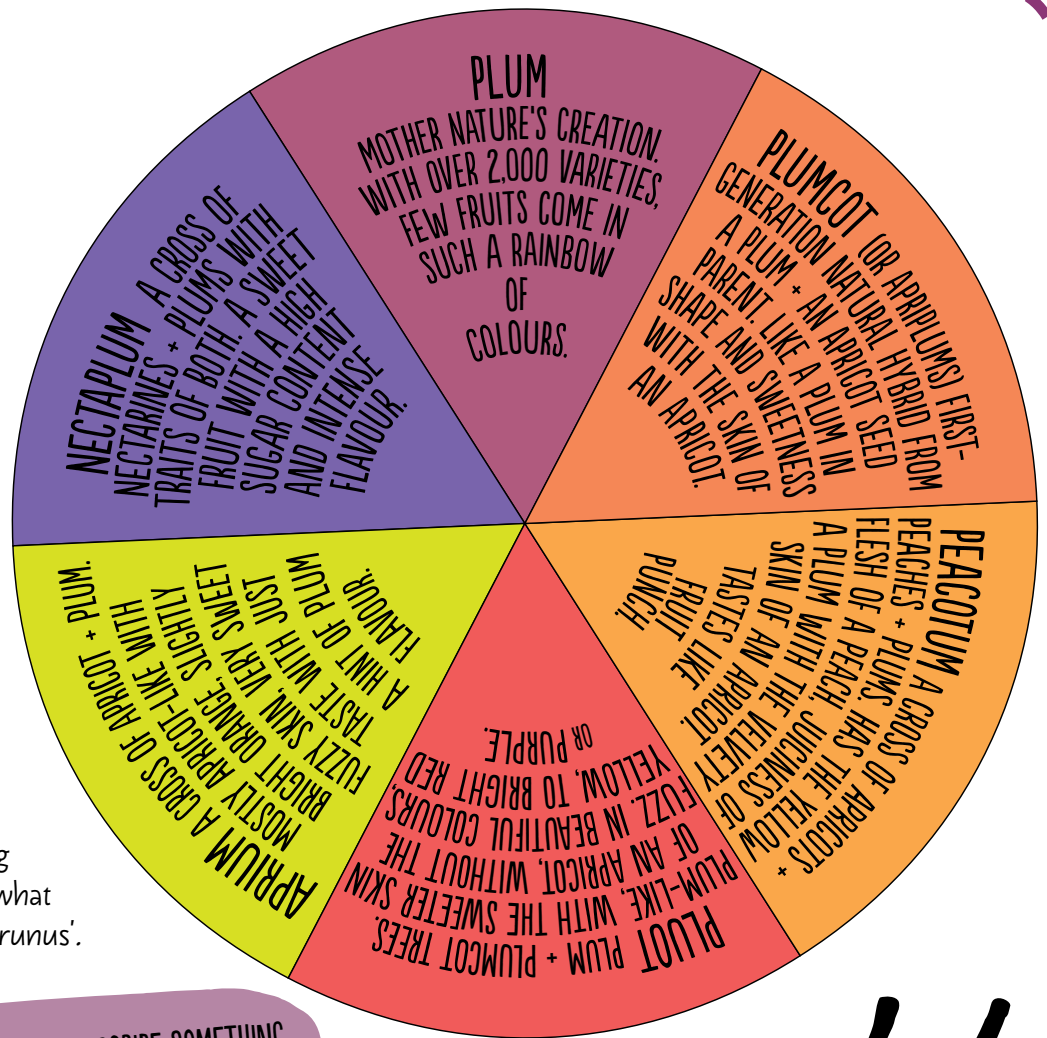 PLUM
MOTHER NATURE'S CREATION.
WITH OVER 2,000 VARIETIES,
FEW FRUITS COME IN
SUCH A RAINBOW
OF
COLOURS.
PLUMCOT (OR APRIPLUMS) FIRST-
GENERATION NATURAL HYBRID FROM
A PLUM + AN APRICOT SEED
PARENT. LIKE A PLUM IN
SHAPE AND SWEETNESS
WITH THE SKIN OF
AN APRICOT.
PEACOTUM A CROSS OF APRICOTS +
PEACHES + PLUMS. HAS THE YELLOW
FLESH OF A PEACH, JUICINESS OF
A PLUM WITH THE VELVETY
SKIN OF AN APRICOT.
TASTES LIKE
FRUIT
PUNCH.
PLUOT PLUM + PLUMCOT TREES.
PLUM-LIKE, WITH THE SWEETER SKIN
OF AN APRICOT, WITHOUT THE
FUZZ. IN BEAUTIFUL COLOURS,
YELLOW, TO BRIGHT RED
OR PURPLE.
APRIUM A CROSS OF APRICOT + PLUM.
MOSTLY APRICOT-LIKE WITH
BRIGHT ORANGE, SLIGHTLY
FUZZY SKIN, VERY SWEET
TASTE WITH JUST
A HINT OF PLUM
FLAVOUR.
NECTAPLUM A CROSS OF
NECTARINES + PLUMS WITH
TRAITS OF BOTH. A SWEET
FRUIT WITH A HIGH
SUGAR CONTENT
AND INTENSE
FLAVOUR.
g
what
runus'.
SOMETHING